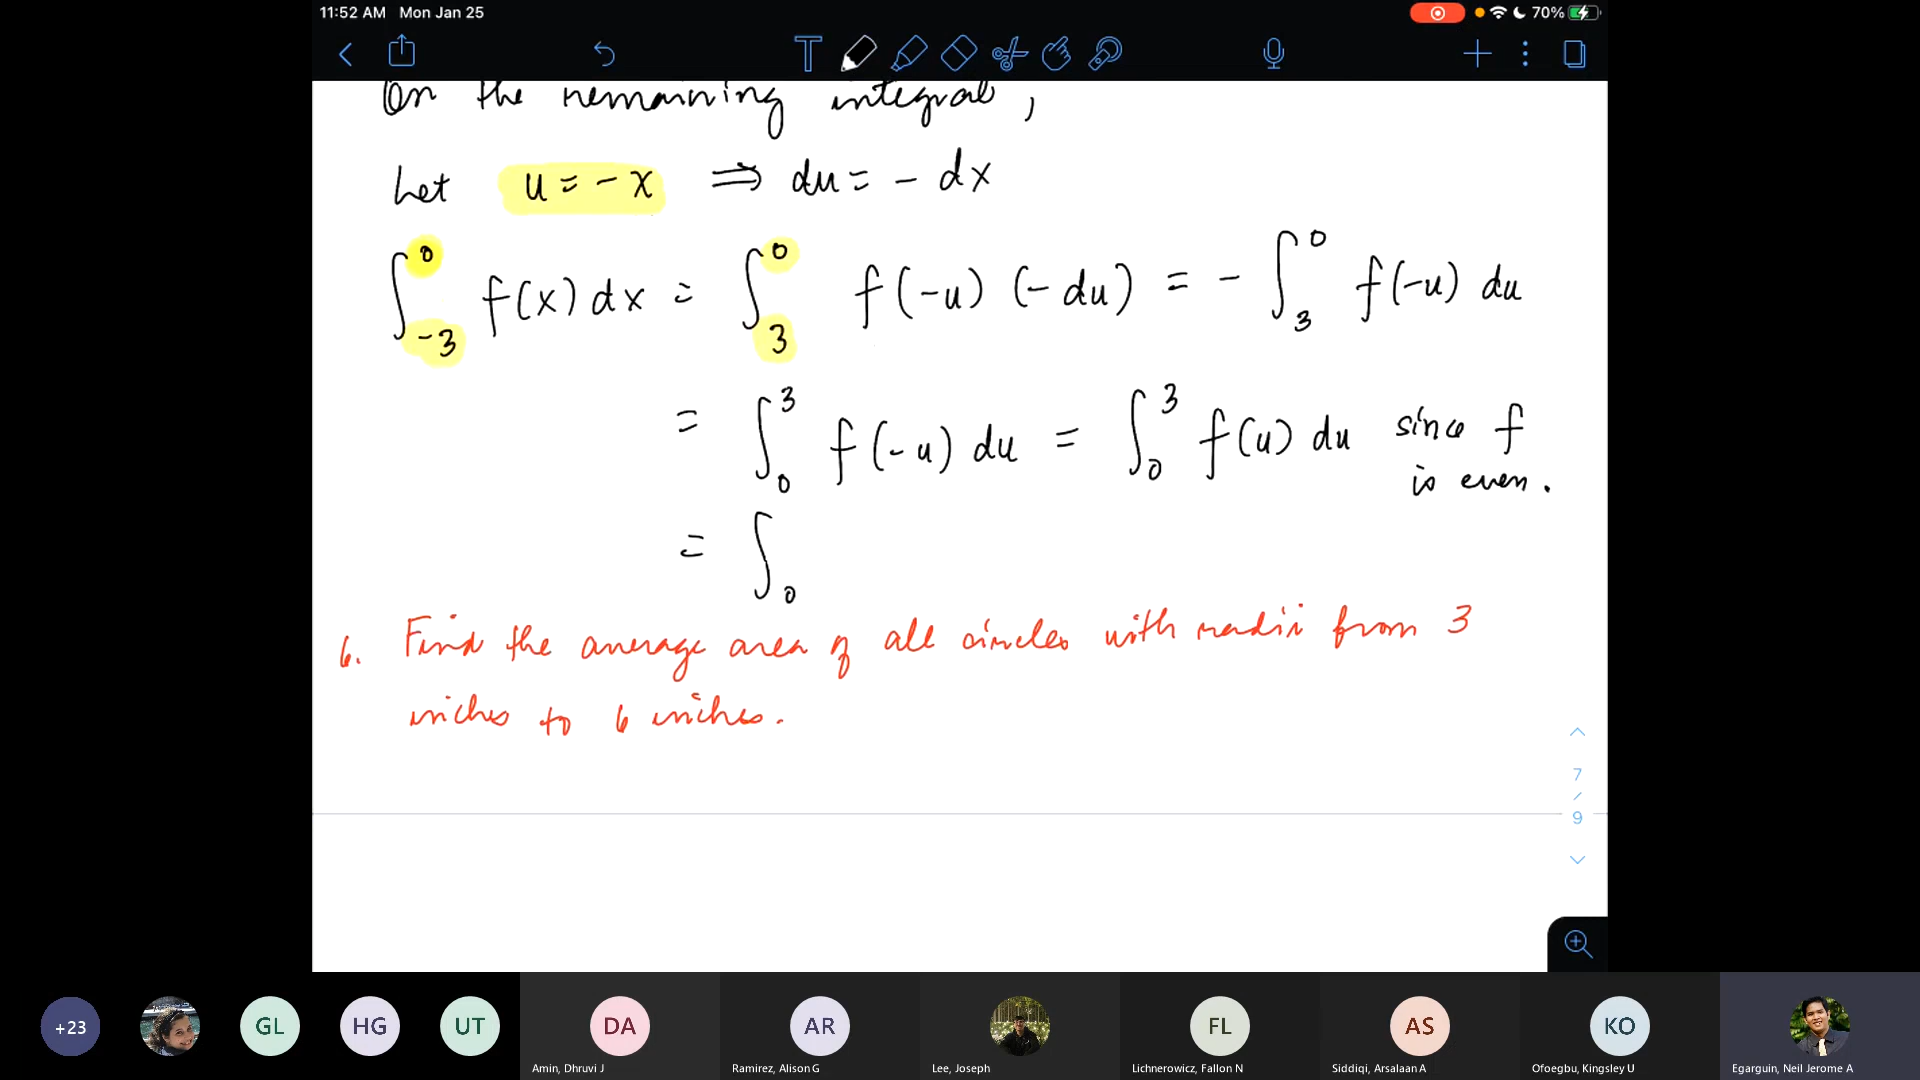 11:52 AM Mon Jan 25
70%
T
On the remaining integral,
Let u = - x ⟹ du = - dx
∫_{-3}^{0} f(x) dx = ∫_{3}^{0} f(-u) (-du) = - ∫_{3}^{0} f(-u) du
= ∫_{0}^{3} f(-u) du = ∫_{0}^{3} f(u) du since f
is even.
= ∫_{0}
6. Find the average area of all circles with radii from 3
inches to 6 inches.
7
/
9
+23
GL
HG
UT
DA
AR
FL
AS
KO
Amin, Dhruvi J
Ramirez, Alison G
Lee, Joseph
Lichnerowicz, Fallon N
Siddiqi, Arsalaan A
Ofoegbu, Kingsley U
Egarguin, Neil Jerome A